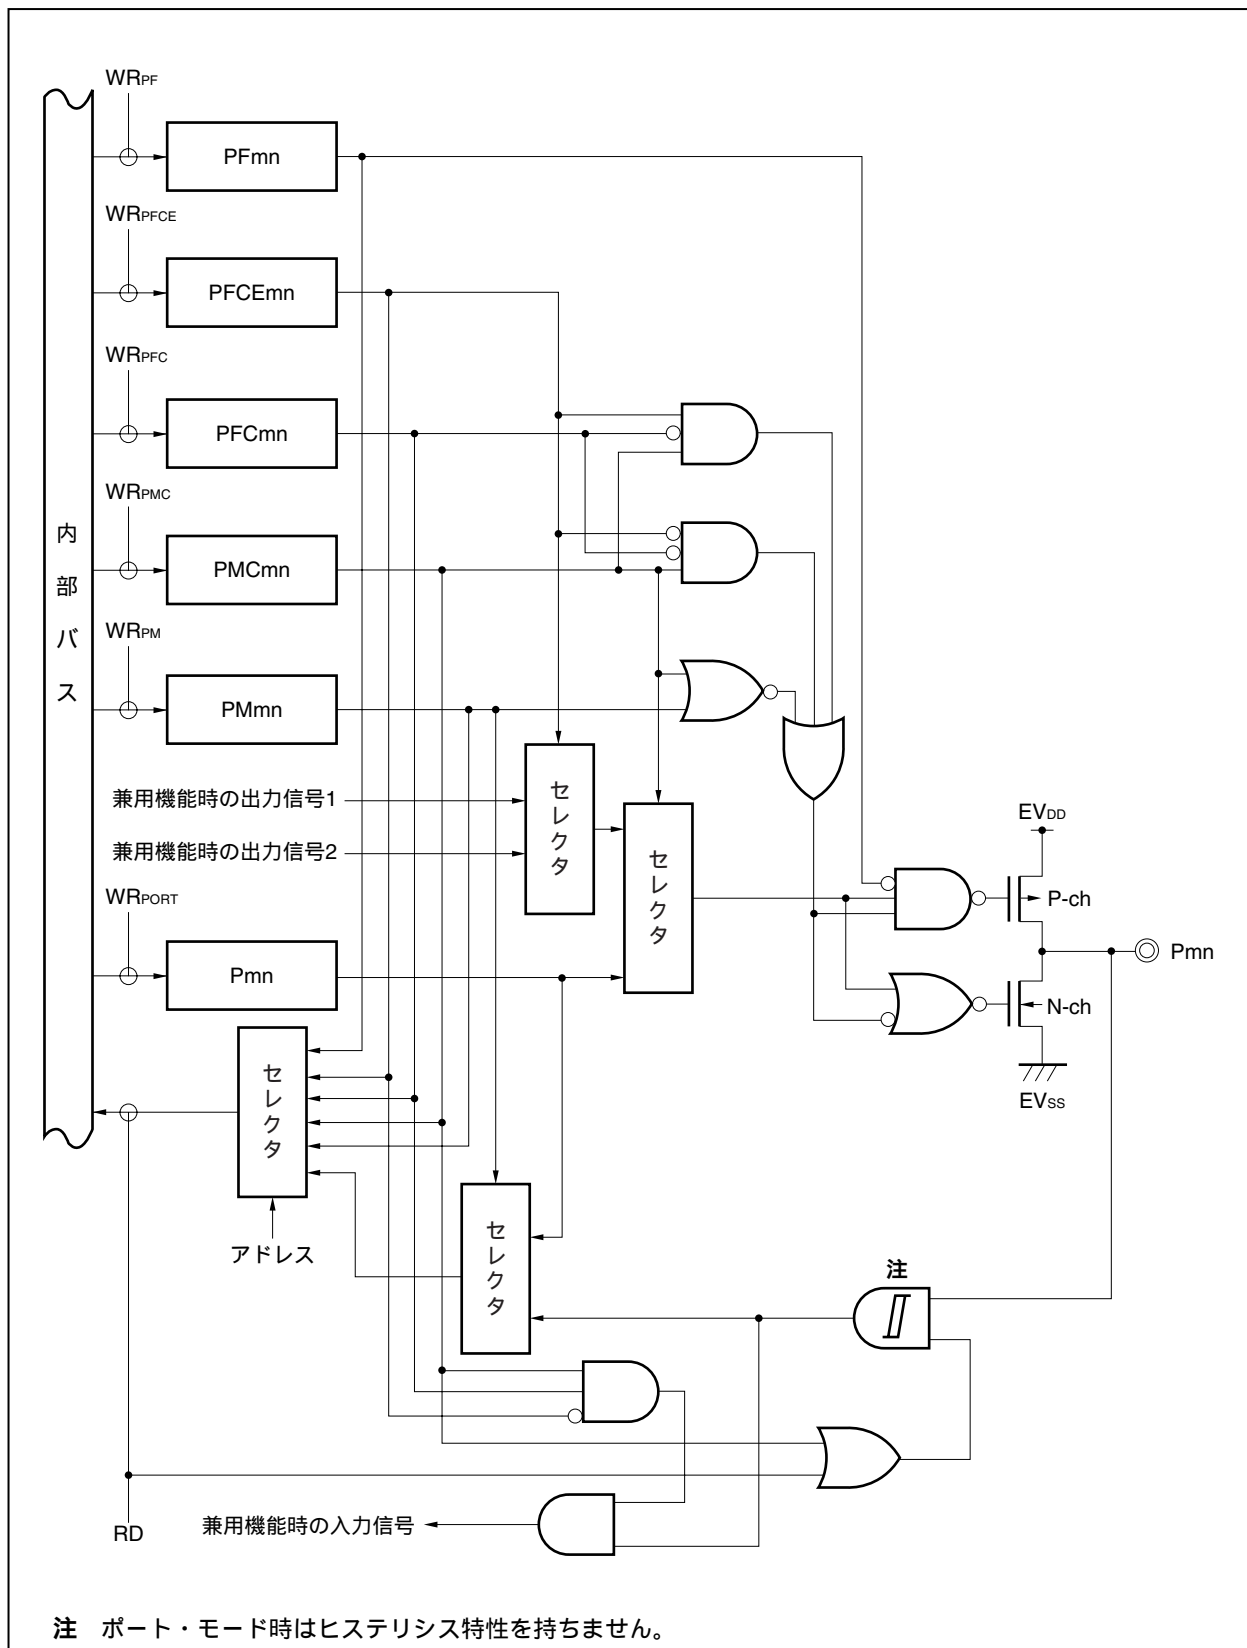 WRPF
PFmn
WRPFCE
PFCEmn
WRPFC
PFCmn
WRPMC
PMCmn
内部バス
WRPM
PMmn
兼用機能時の出力信号1
兼用機能時の出力信号2
セレクタ
セレクタ
WRPORT
Pmn
EVDD
P-ch
Pmn
N-ch
EVSS
セレクタ
アドレス
セレクタ
注
RD
兼用機能時の入力信号
注 ポート・モード時はヒステリシス特性を持ちません。